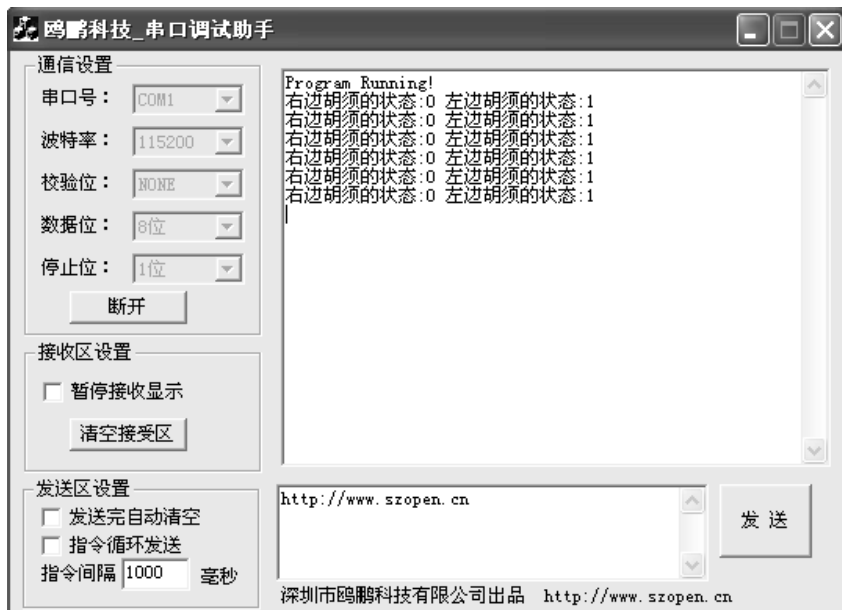 鸥鹏科技_串口调试助手
通信设置
串口号： COM1
波特率： 115200
校验位： NONE
数据位： 8位
停止位： 1位
断开
接收区设置
暂停接收显示
清空接受区
发送区设置
发送完自动清空
指令循环发送
指令间隔 1000 毫秒
Program Running!
右边胡须的状态:0 左边胡须的状态:1
右边胡须的状态:0 左边胡须的状态:1
右边胡须的状态:0 左边胡须的状态:1
右边胡须的状态:0 左边胡须的状态:1
右边胡须的状态:0 左边胡须的状态:1
右边胡须的状态:0 左边胡须的状态:1
http://www.szopen.cn
发 送
深圳市鸥鹏科技有限公司出品 http://www.szopen.cn